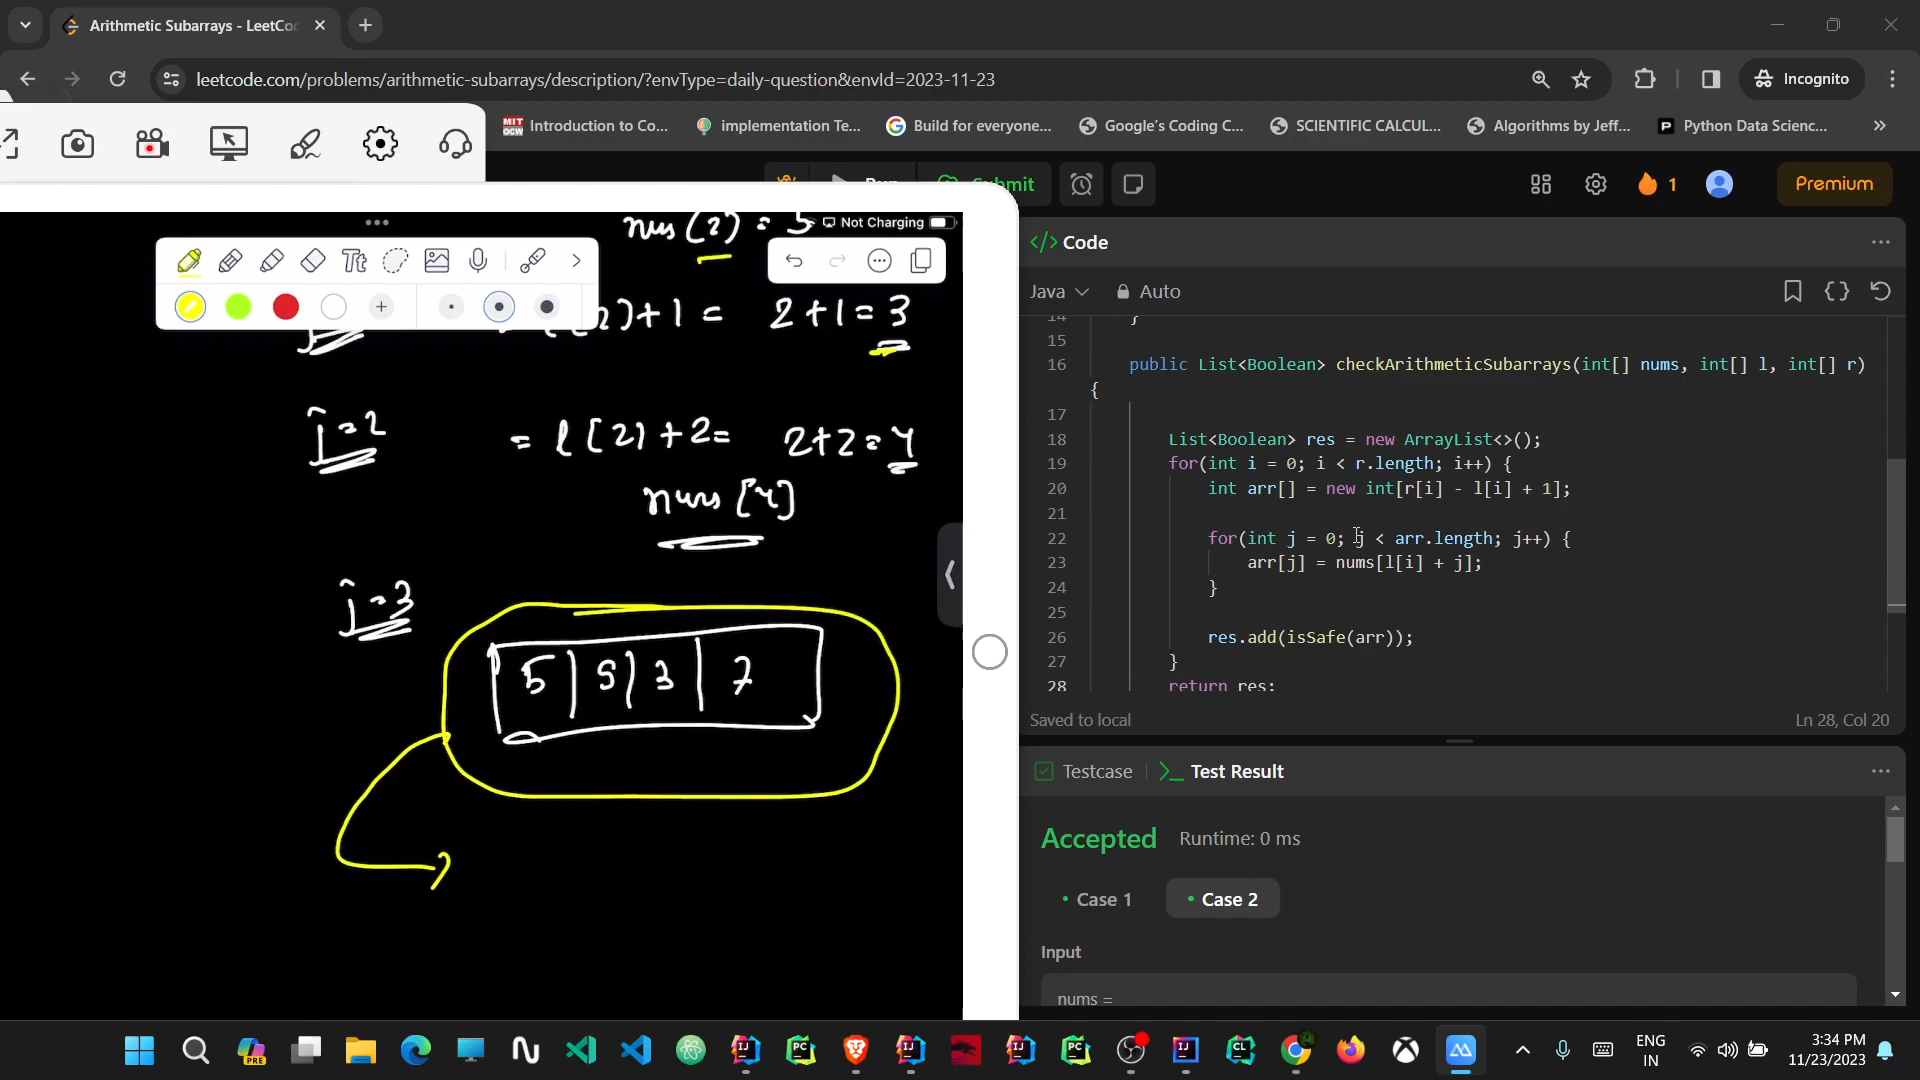 Arithmetic Subarrays - LeetCo
leetcode.com/problems/arithmetic-subarrays/description/?envType=daily-question&envId=2023-11-23
Incognito
MIT OCW
Introduction to Co...
implementation Te...
Build for everyone...
Google's Coding C...
SCIENTIFIC CALCUL...
Algorithms by Jeff...
Python Data Scienc...
Submit
1
Premium
nums (2) = 5
Not Charging
Tt
2)+1 = 2+1=3
j=2 = l[2]+2= 2+2=4
nums [4]
j=3
5 | 5 | 3 | 7
</> Code
Java
Auto
14 }
15
16 public List<Boolean> checkArithmeticSubarrays(int[] nums, int[] l, int[] r)
{
17
18 List<Boolean> res = new ArrayList<>();
19 for(int i = 0; i < r.length; i++) {
20 int arr[] = new int[r[i] - l[i] + 1];
21
22 for(int j = 0; j < arr.length; j++) {
23 arr[j] = nums[l[i] + j];
24 }
25
26 res.add(isSafe(arr));
27 }
28 return res;
Saved to local
Ln 28, Col 20
Testcase
Test Result
Accepted
Runtime: 0 ms
Case 1
Case 2
Input
nums =
ENG
IN
3:34 PM
11/23/2023